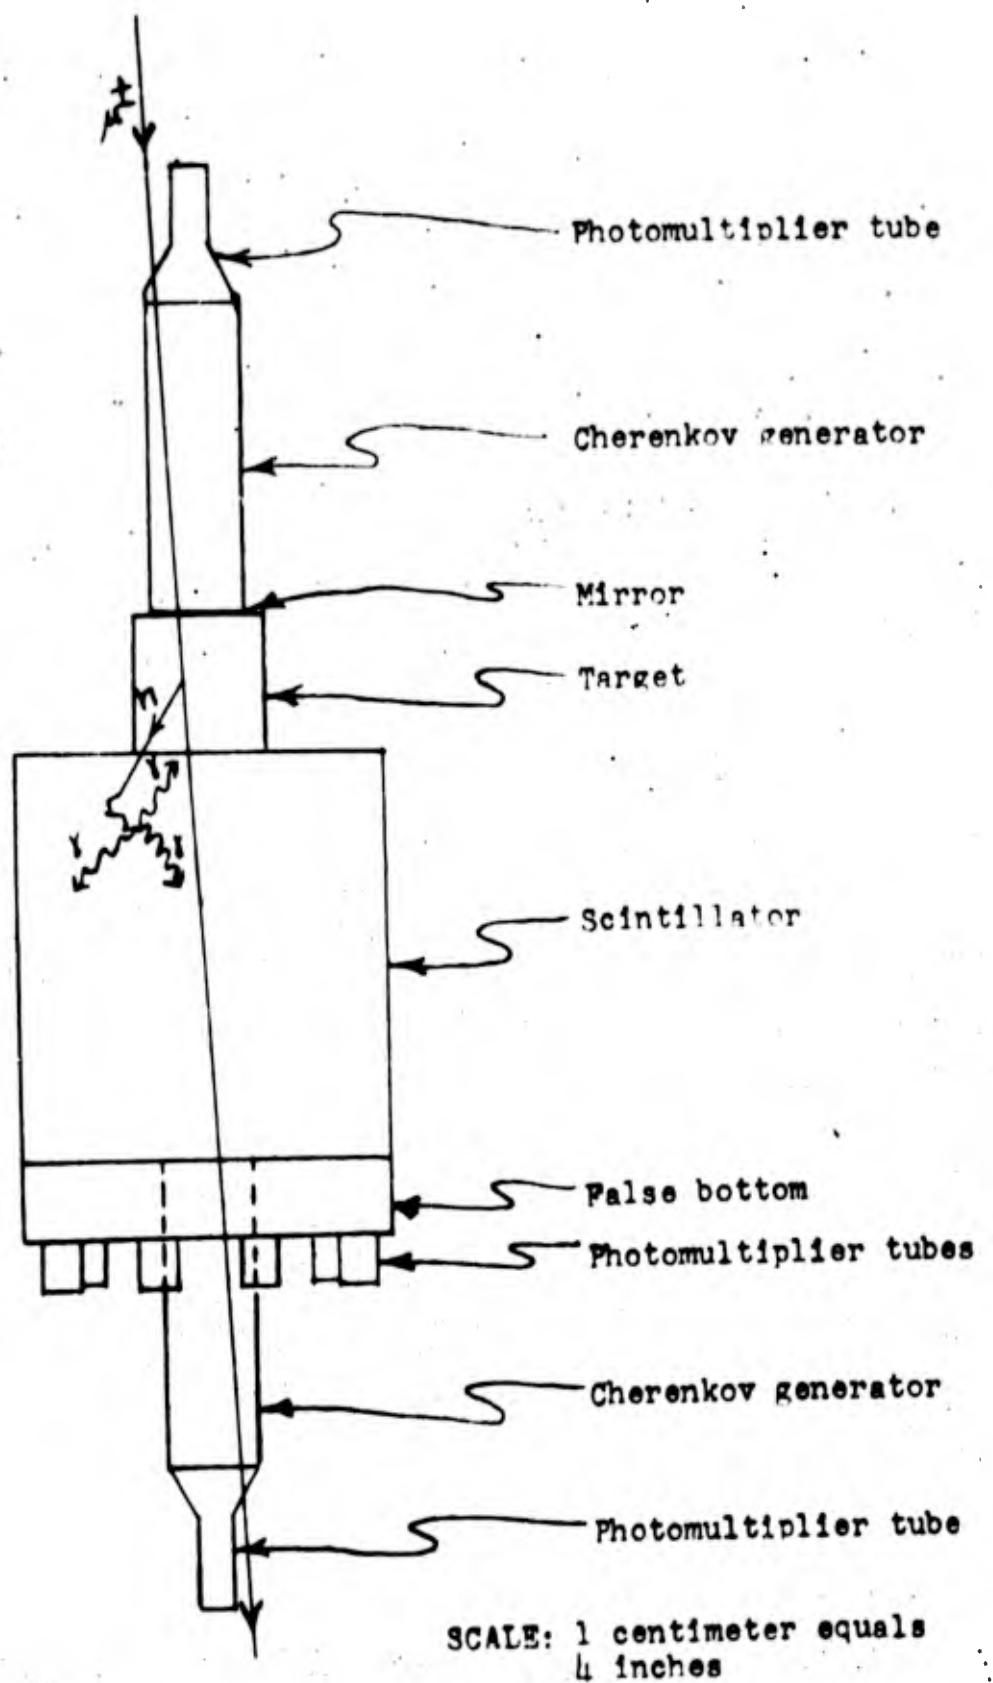 μ+
Photomultiplier tube
Cherenkov generator
Mirror
Target
η
γ
γ γ
Scintillator
False bottom
Photomultiplier tubes
Cherenkov generator
Photomultiplier tube
SCALE: 1 centimeter equals
4 inches